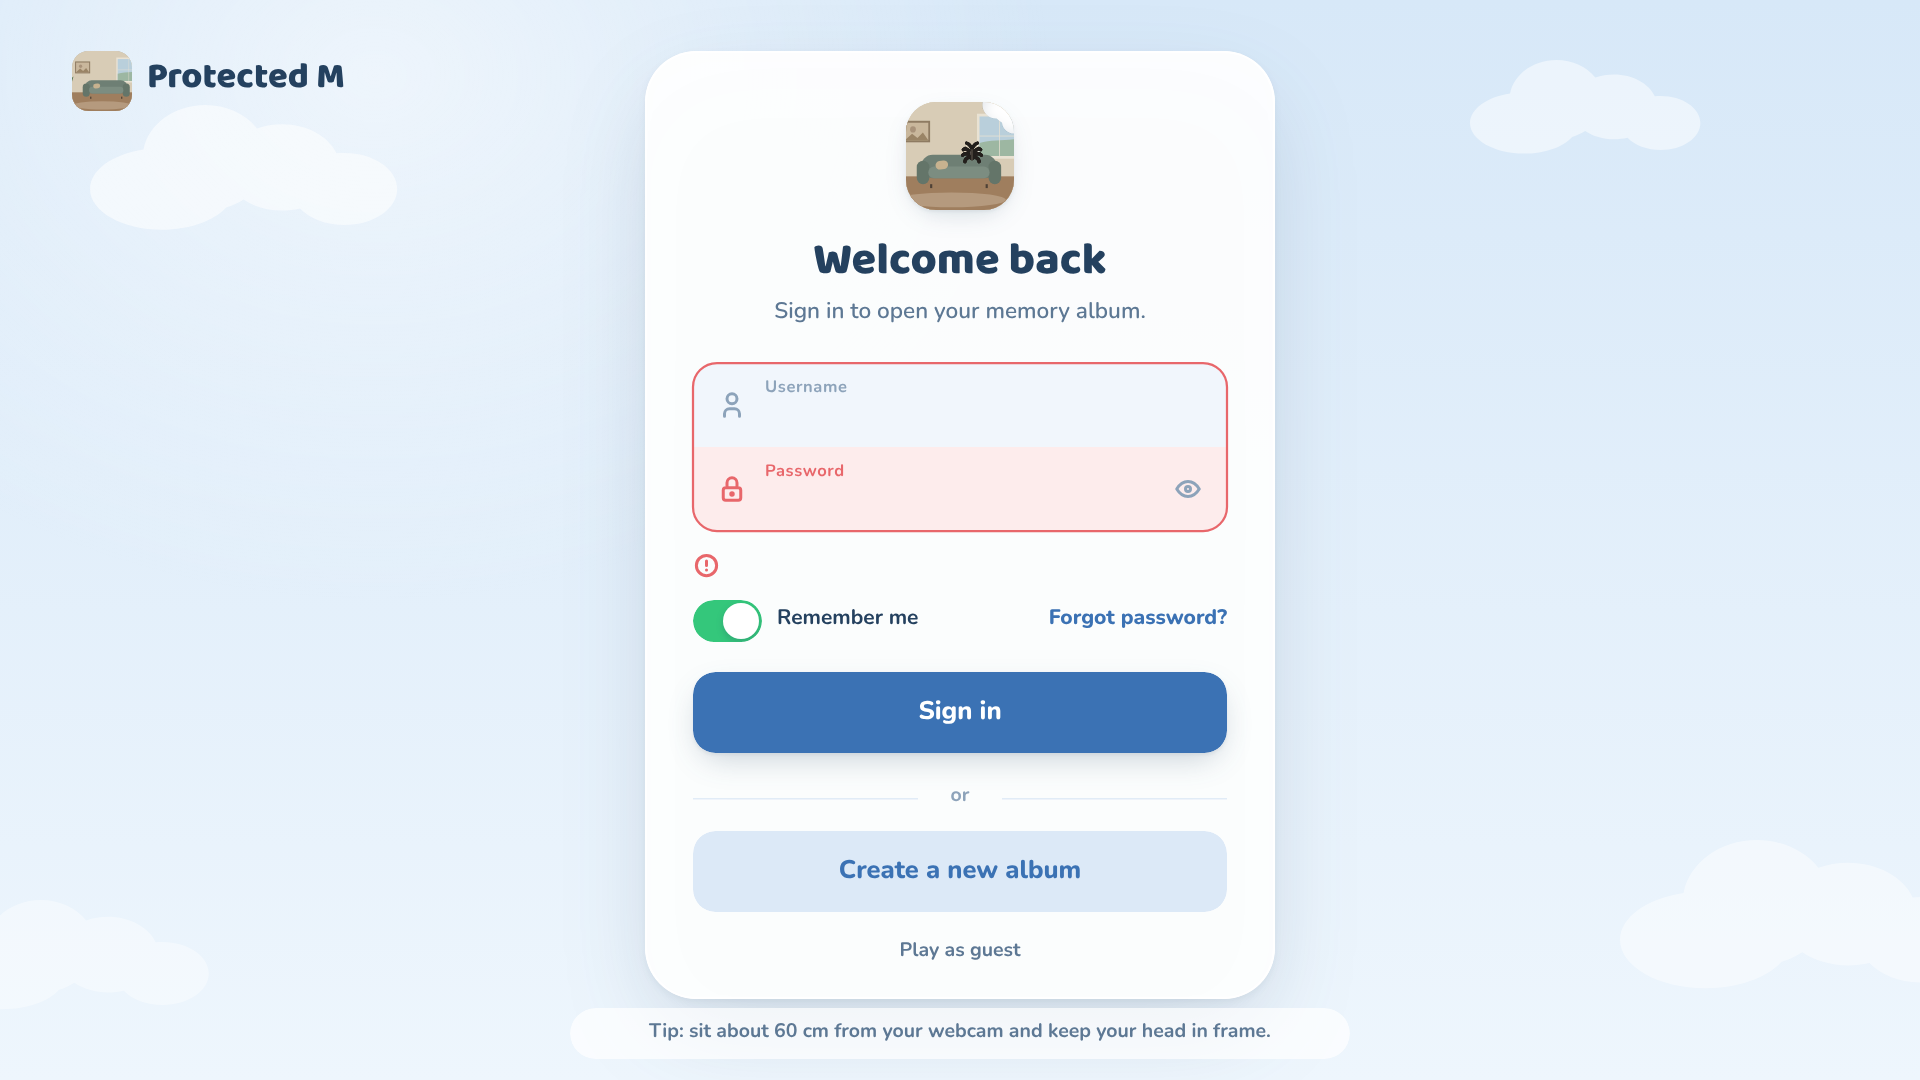 Protected M
Welcome back
Sign in to open your memory album.
Username
Password
Remember me
Forgot password?
Sign in
or
Create a new album
Play as guest
Tip: sit about 60 cm from your webcam and keep your head in frame.